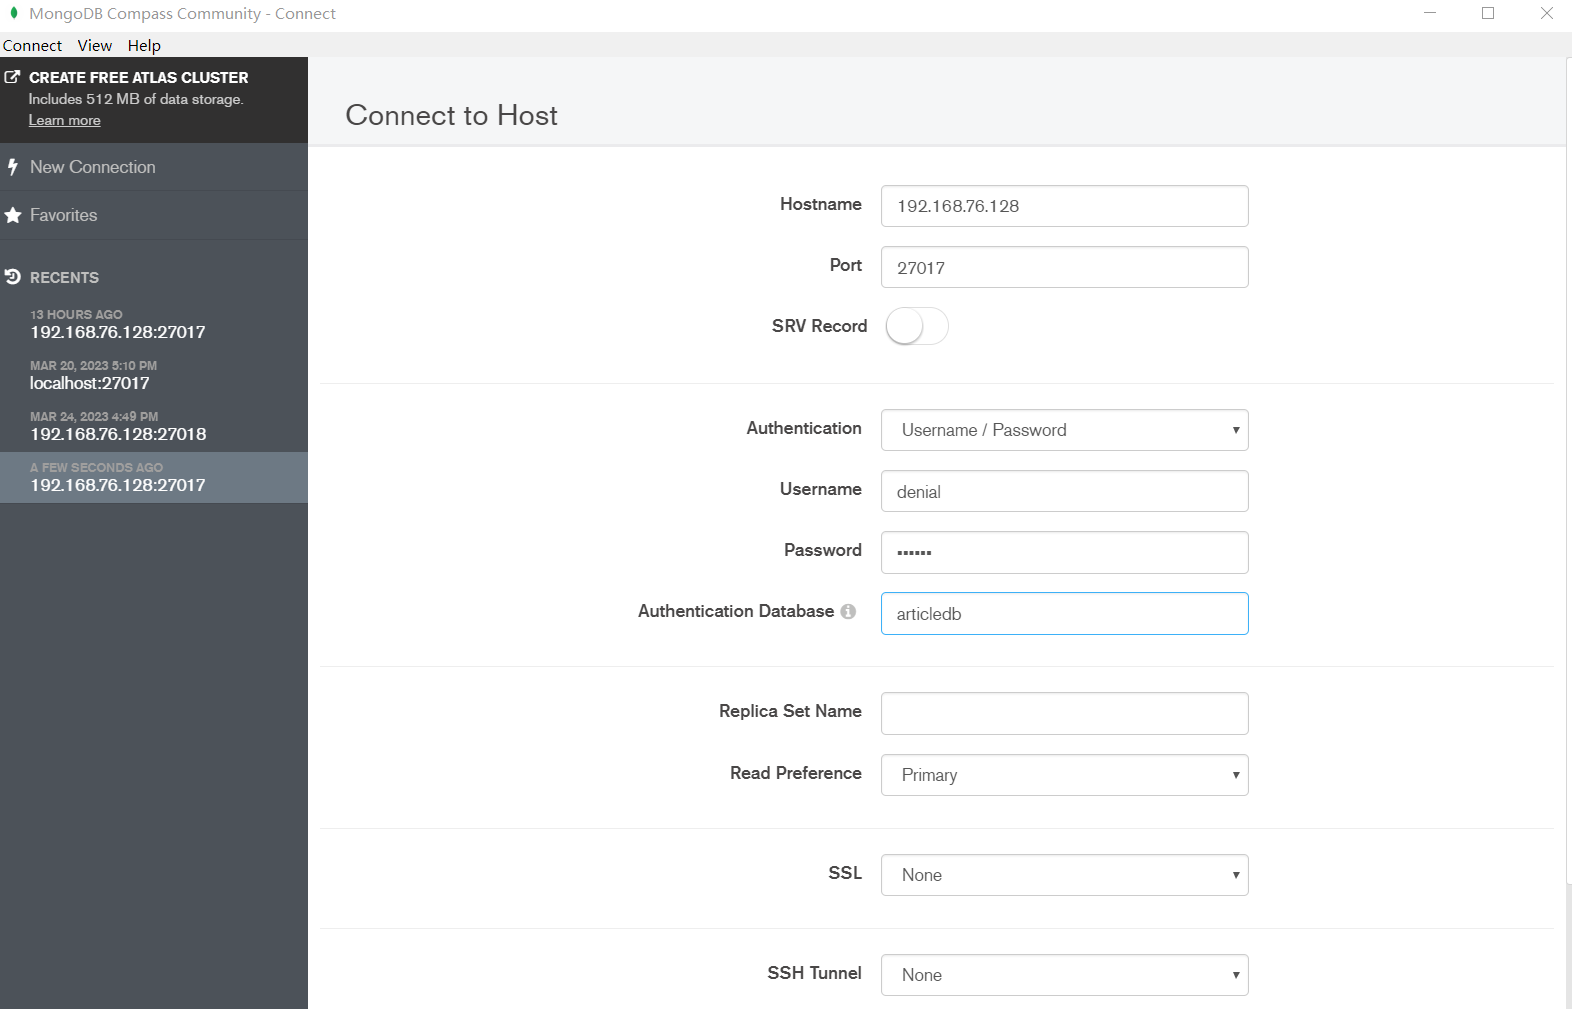 MongoDB Compass Community - Connect
Connect View Help
CREATE FREE ATLAS CLUSTER
Includes 512 MB of data storage.
Learn more
New Connection
Favorites
RECENTS
13 HOURS AGO
192.168.76.128:27017
MAR 20, 2023 5:10 PM
localhost:27017
MAR 24, 2023 4:49 PM
192.168.76.128:27018
A FEW SECONDS AGO
192.168.76.128:27017
Connect to Host
Hostname 192.168.76.128
Port 27017
SRV Record
Authentication Username / Password
Username denial
Password ••••••
Authentication Database articledb
Replica Set Name
Read Preference Primary
SSL None
SSH Tunnel None